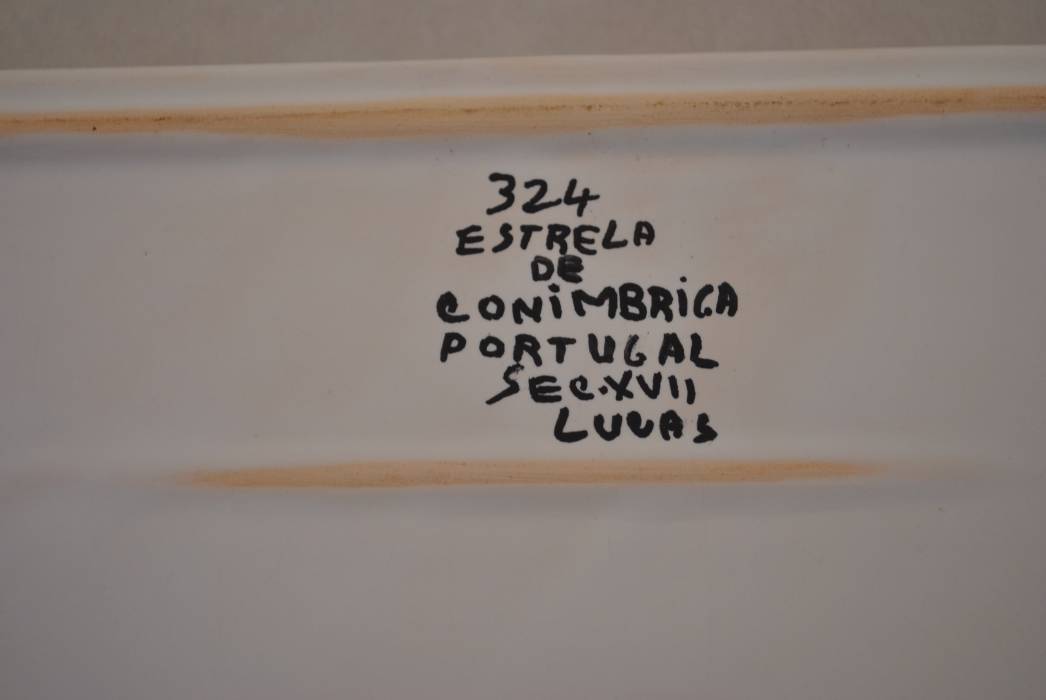 324
ESTRELA
DE
CONiMBRiGA
PORTUGAL
SEC.XVII
LUCAS